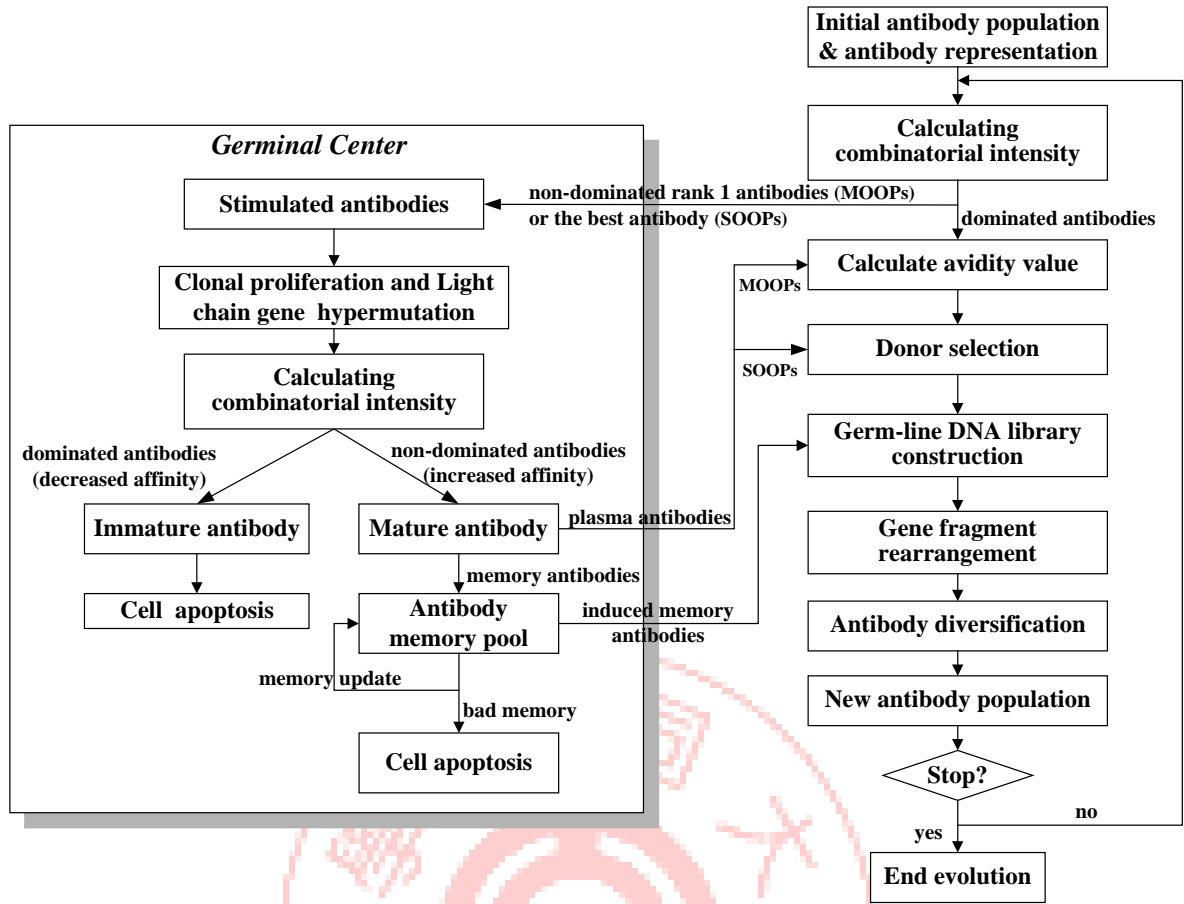 Initial antibody population
& antibody representation
Calculating
combinatorial intensity
non-dominated rank 1 antibodies (MOOPs)
or the best antibody (SOOPs)
dominated antibodies
Germinal Center
Stimulated antibodies
Clonal proliferation and Light
chain gene hypermutation
Calculating
combinatorial intensity
dominated antibodies
(decreased affinity)
non-dominated antibodies
(increased affinity)
Immature antibody
Mature antibody
plasma antibodies
Cell apoptosis
memory antibodies
Antibody
memory pool
induced memory
antibodies
memory update
bad memory
Cell apoptosis
MOOPs
Calculate avidity value
SOOPs
Donor selection
Germ-line DNA library
construction
Gene fragment
rearrangement
Antibody diversification
New antibody population
Stop?
no
yes
End evolution